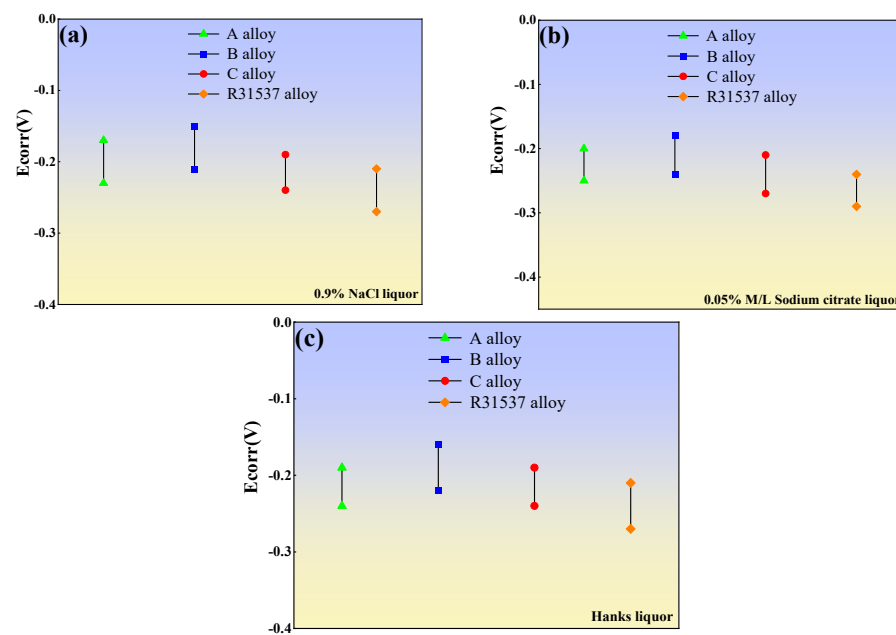 (a)
A alloy
B alloy
C alloy
R31537 alloy
Ecorr(V)
0.0
-0.1
-0.2
-0.3
-0.4
0.9% NaCl liquor
(b)
A alloy
B alloy
C alloy
R31537 alloy
Ecorr(V)
0.0
-0.1
-0.2
-0.3
-0.4
0.05% M/L Sodium citrate liquor
(c)
A alloy
B alloy
C alloy
R31537 alloy
Ecorr(V)
0.0
-0.1
-0.2
-0.3
-0.4
Hanks liquor